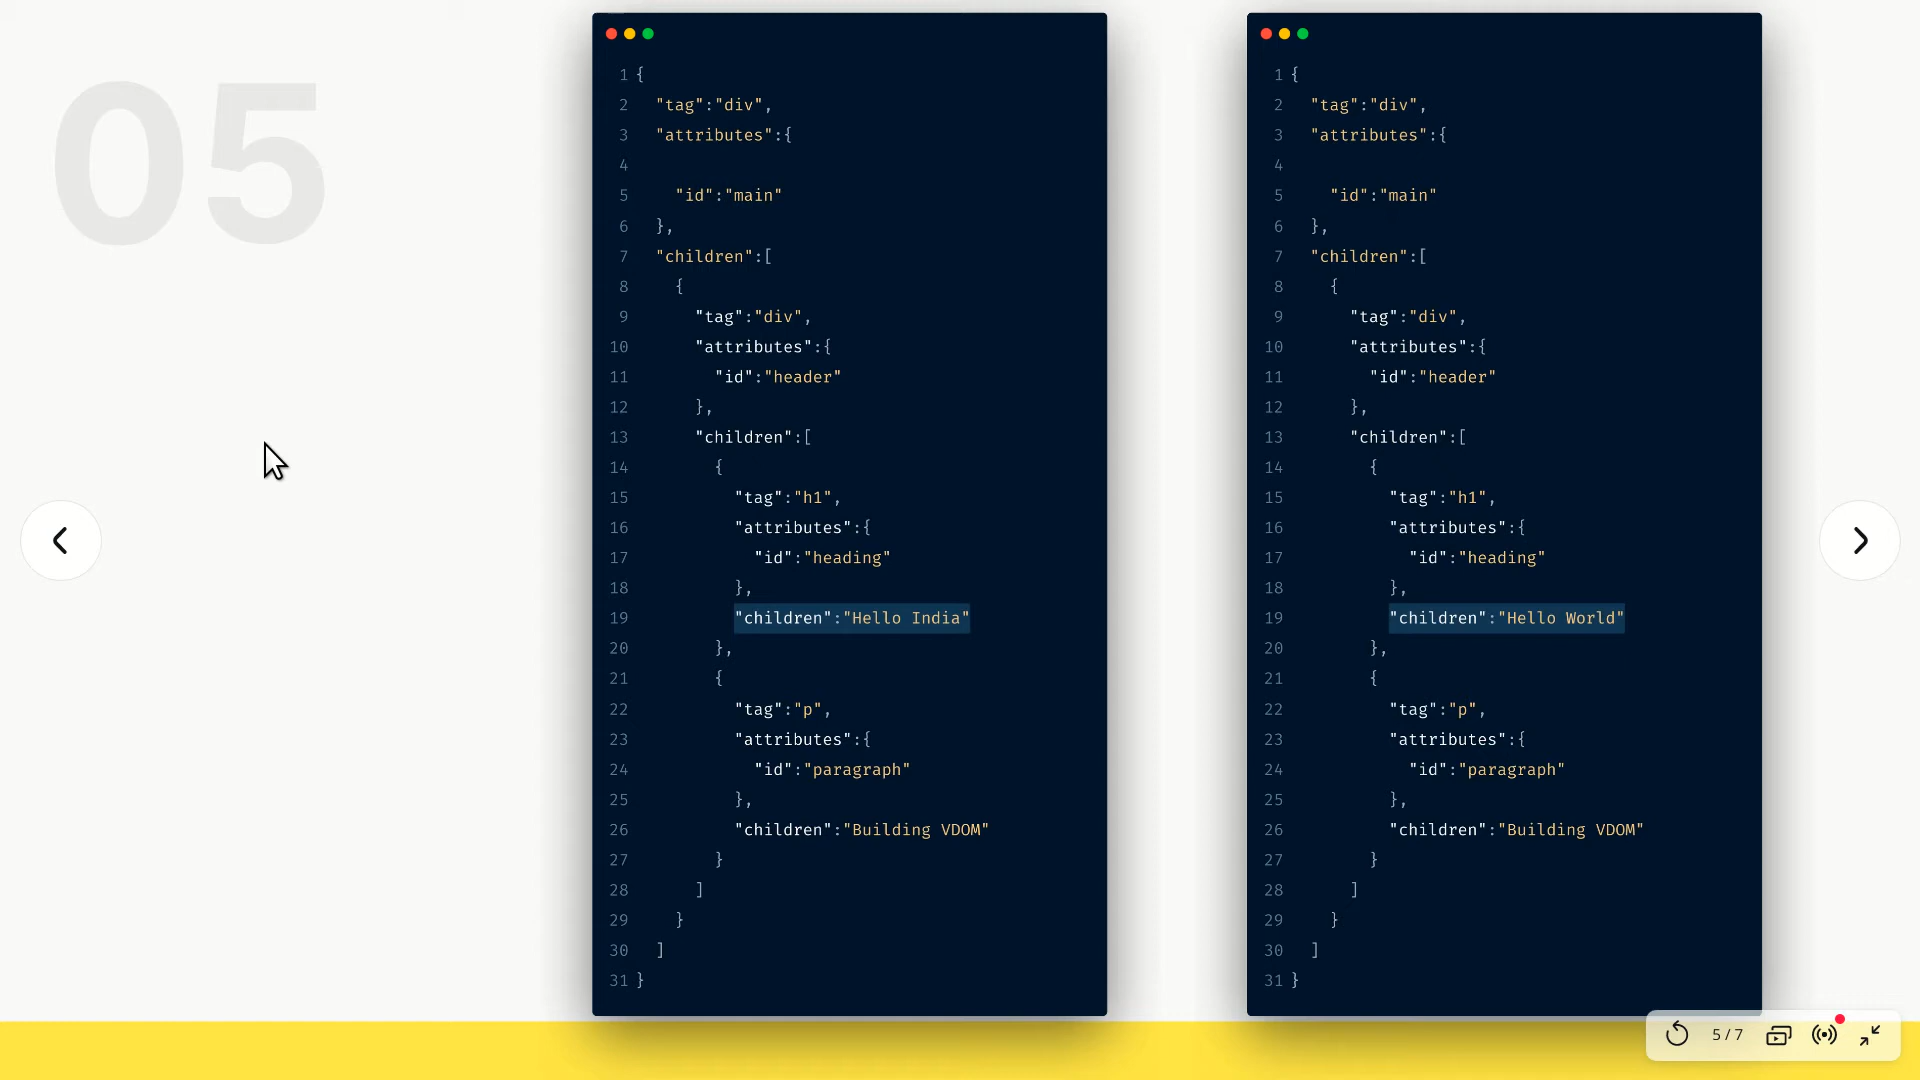 05
1 {
2 "tag":"div",
3 "attributes":{
4
5 "id":"main"
6 },
7 "children":[
8 {
9 "tag":"div",
10 "attributes":{
11 "id":"header"
12 },
13 "children":[
14 {
15 "tag":"h1",
16 "attributes":{
17 "id":"heading"
18 },
19 "children":"Hello India"
20 },
21 {
22 "tag":"p",
23 "attributes":{
24 "id":"paragraph"
25 },
26 "children":"Building VDOM"
27 }
28 ]
29 }
30 ]
31 }
1 {
2 "tag":"div",
3 "attributes":{
4
5 "id":"main"
6 },
7 "children":[
8 {
9 "tag":"div",
10 "attributes":{
11 "id":"header"
12 },
13 "children":[
14 {
15 "tag":"h1",
16 "attributes":{
17 "id":"heading"
18 },
19 "children":"Hello World"
20 },
21 {
22 "tag":"p",
23 "attributes":{
24 "id":"paragraph"
25 },
26 "children":"Building VDOM"
27 }
28 ]
29 }
30 ]
31 }
5 / 7